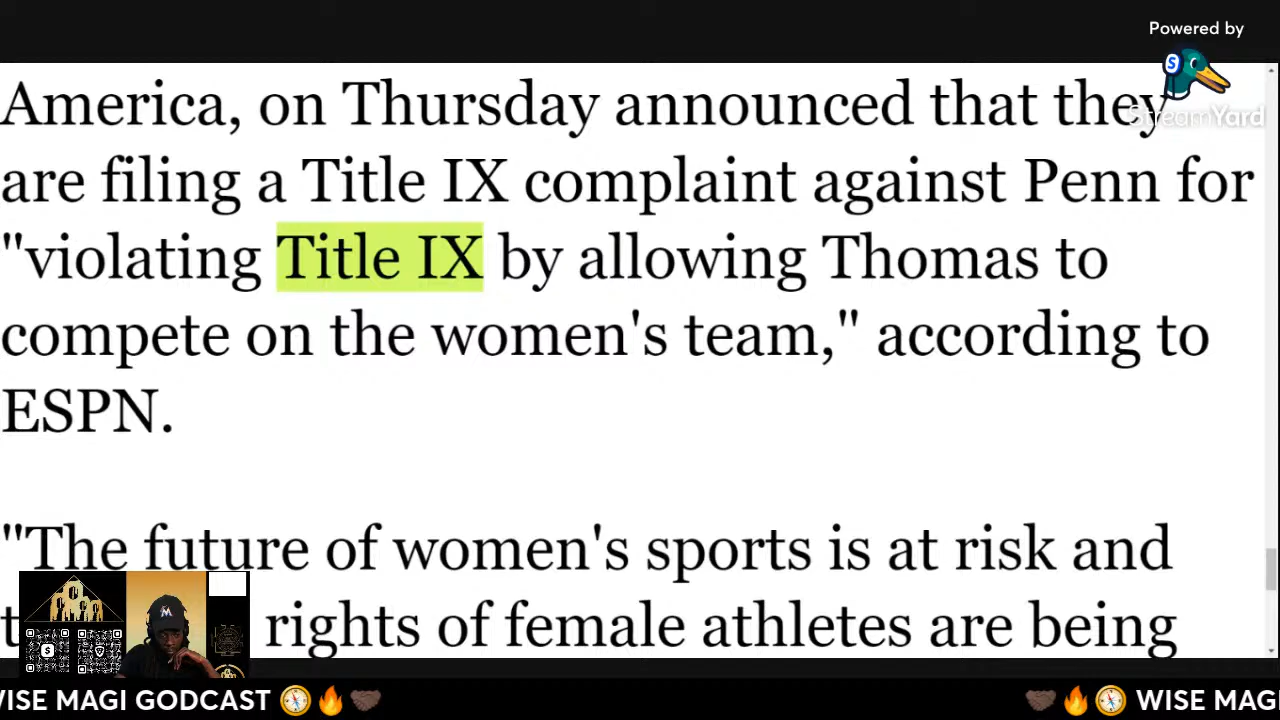 Powered by
StreamYard
America, on Thursday announced that they
are filing a Title IX complaint against Penn for
"violating Title IX by allowing Thomas to
compete on the women's team," according to
ESPN.
"The future of women's sports is at risk and
rights of female athletes are being
WISE MAGI GODCAST 🧭🔥🤝🏿
🤝🏿🔥🧭 WISE MAGI